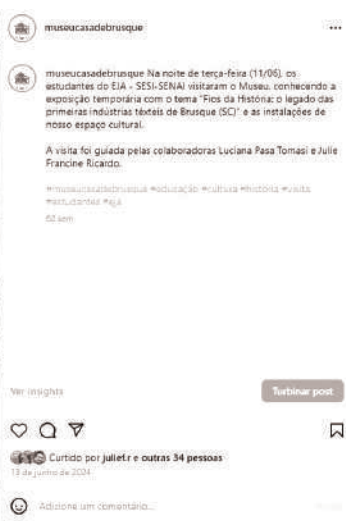 museucasadebrusque
museucasadebrusque Na noite de terça-feira (11/06), os
estudantes do EJA - SESI-SENAI visitaram o Museu, conhecendo a
exposição temporária com o tema "Fios da História: o legado das
primeiras indústrias têxteis de Brusque (SC)" e as instalações de
nosso espaço cultural.
A visita foi guiada pelas colaboradoras Luciana Pasa Tomasi e Julie
Francine Ricardo.
#museucasadebrusque #educação #cultura #história #visita
#estudantes #eja
62 sem
Ver insights
Turbinar post
Curtido por julief.r e outras 34 pessoas
13 de junho de 2024
Adicione um comentário...